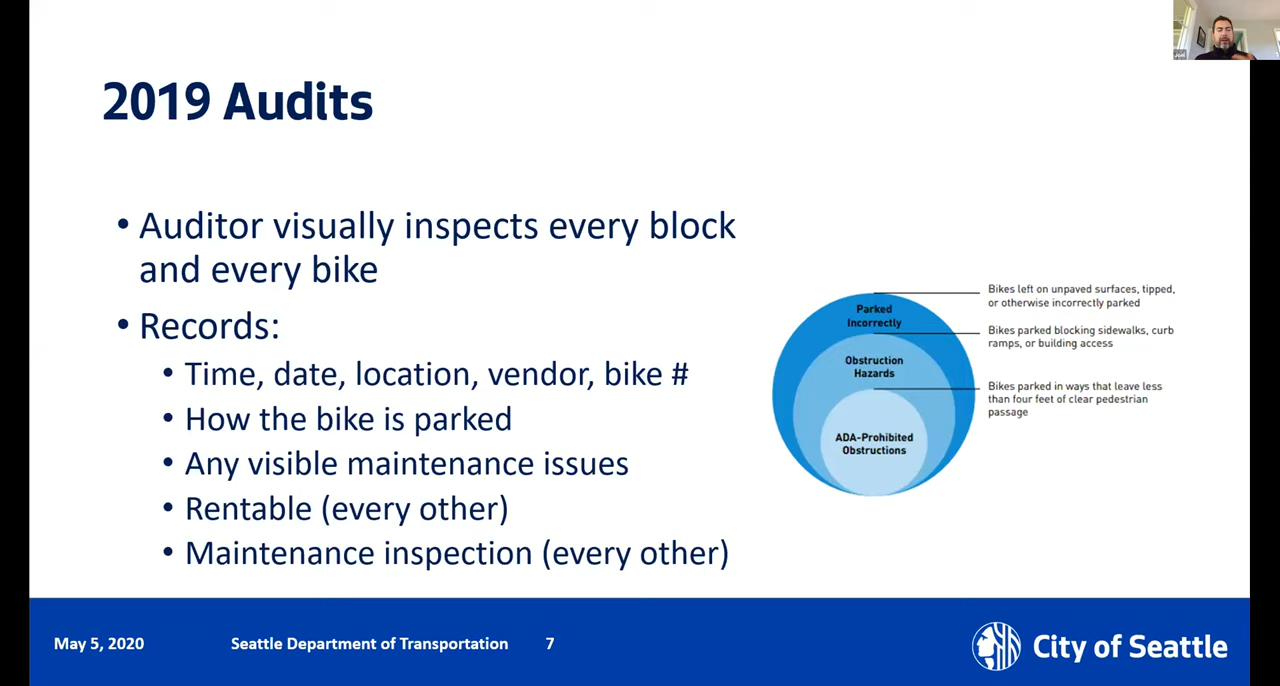 2019 Audits
• Auditor visually inspects every block
and every bike
• Records:
• Time, date, location, vendor, bike #
• How the bike is parked
• Any visible maintenance issues
• Rentable (every other)
• Maintenance inspection (every other)
Parked
Incorrectly
Obstruction
Hazards
ADA-Prohibited
Obstructions
Bikes left on unpaved surfaces, tipped,
or otherwise incorrectly parked
Bikes parked blocking sidewalks, curb
ramps, or building access
Bikes parked in ways that leave less
than four feet of clear pedestrian
passage
May 5, 2020
Seattle Department of Transportation
7
City of Seattle